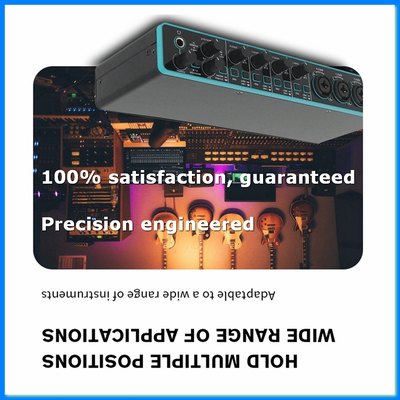 100% satisfaction, guaranteed
Precision engineered
HOLD MULTIPLE POSITIONS
WIDE RANGE OF APPLICATIONS
Adaptable to a wide range of instruments